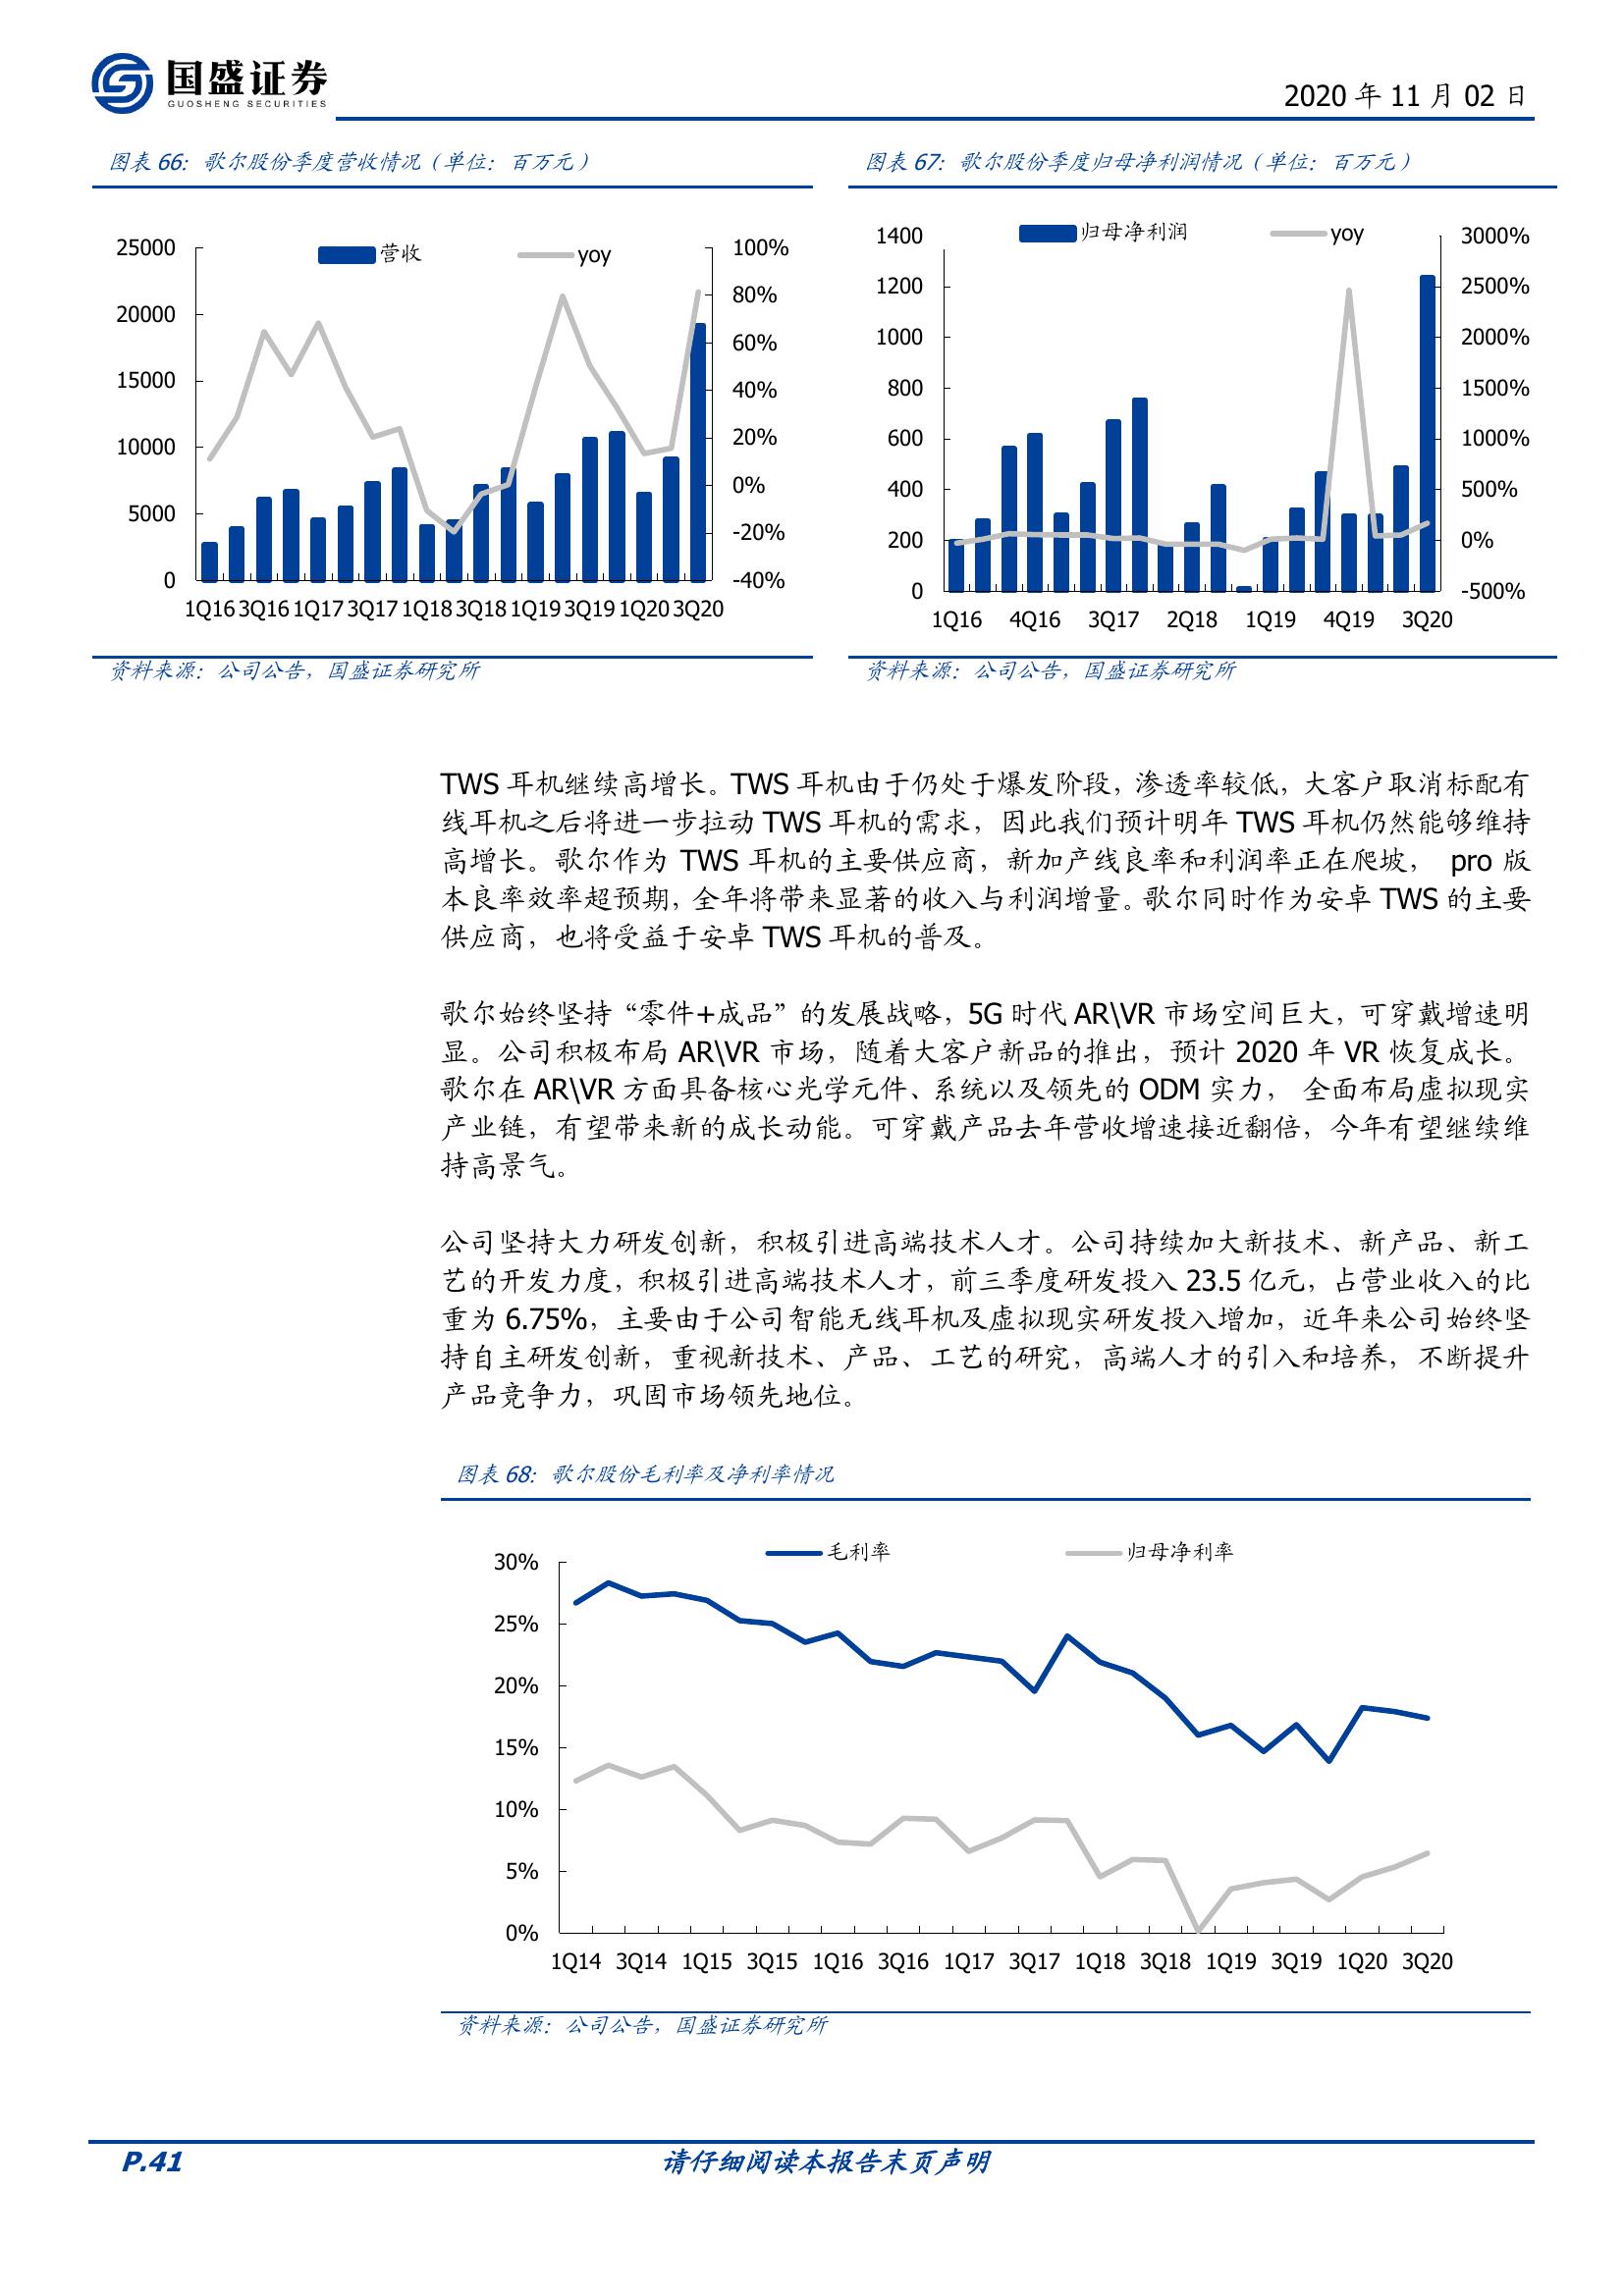 国盛证券
GUOSHENG SECURITIES
2020 年 11 月 02 日
图表 66：歌尔股份季度营收情况（单位：百万元）
营收
yoy
25000
20000
15000
10000
5000
0
100%
80%
60%
40%
20%
0%
-20%
-40%
1Q16 3Q16 1Q17 3Q17 1Q18 3Q18 1Q19 3Q19 1Q20 3Q20
资料来源：公司公告，国盛证券研究所
图表 67：歌尔股份季度归母净利润情况（单位：百万元）
归母净利润
yoy
1400
1200
1000
800
600
400
200
0
3000%
2500%
2000%
1500%
1000%
500%
0%
-500%
1Q16 4Q16 3Q17 2Q18 1Q19 4Q19 3Q20
资料来源：公司公告，国盛证券研究所
TWS 耳机继续高增长。TWS 耳机由于仍处于爆发阶段，渗透率较低，大客户取消标配有
线耳机之后将进一步拉动 TWS 耳机的需求，因此我们预计明年 TWS 耳机仍然能够维持
高增长。歌尔作为 TWS 耳机的主要供应商，新加产线良率和利润率正在爬坡， pro 版
本良率效率超预期，全年将带来显著的收入与利润增量。歌尔同时作为安卓 TWS 的主要
供应商，也将受益于安卓 TWS 耳机的普及。
歌尔始终坚持“零件+成品”的发展战略，5G 时代 AR\VR 市场空间巨大，可穿戴增速明
显。公司积极布局 AR\VR 市场，随着大客户新品的推出，预计 2020 年 VR 恢复成长。
歌尔在 AR\VR 方面具备核心光学元件、系统以及领先的 ODM 实力， 全面布局虚拟现实
产业链，有望带来新的成长动能。可穿戴产品去年营收增速接近翻倍，今年有望继续维
持高景气。
公司坚持大力研发创新，积极引进高端技术人才。公司持续加大新技术、新产品、新工
艺的开发力度，积极引进高端技术人才，前三季度研发投入 23.5 亿元，占营业收入的比
重为 6.75%，主要由于公司智能无线耳机及虚拟现实研发投入增加，近年来公司始终坚
持自主研发创新，重视新技术、产品、工艺的研究，高端人才的引入和培养，不断提升
产品竞争力，巩固市场领先地位。
图表 68：歌尔股份毛利率及净利率情况
毛利率
归母净利率
30%
25%
20%
15%
10%
5%
0%
1Q14 3Q14 1Q15 3Q15 1Q16 3Q16 1Q17 3Q17 1Q18 3Q18 1Q19 3Q19 1Q20 3Q20
资料来源：公司公告，国盛证券研究所
P.41
请仔细阅读本报告末页声明